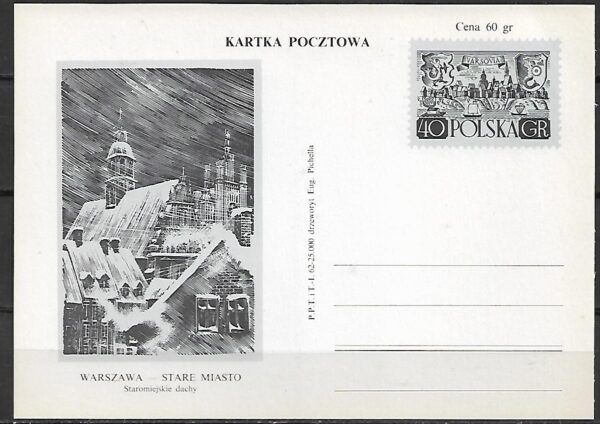 Cena 60 gr
KARTKA POCZTOWA
VARSOVIA
40 POLSKA GR.
P.P.T. i T.-I. 62-25.000 drzeworyt Eug. Pichella
WARSZAWA — STARE MIASTO
Staromiejskie dachy